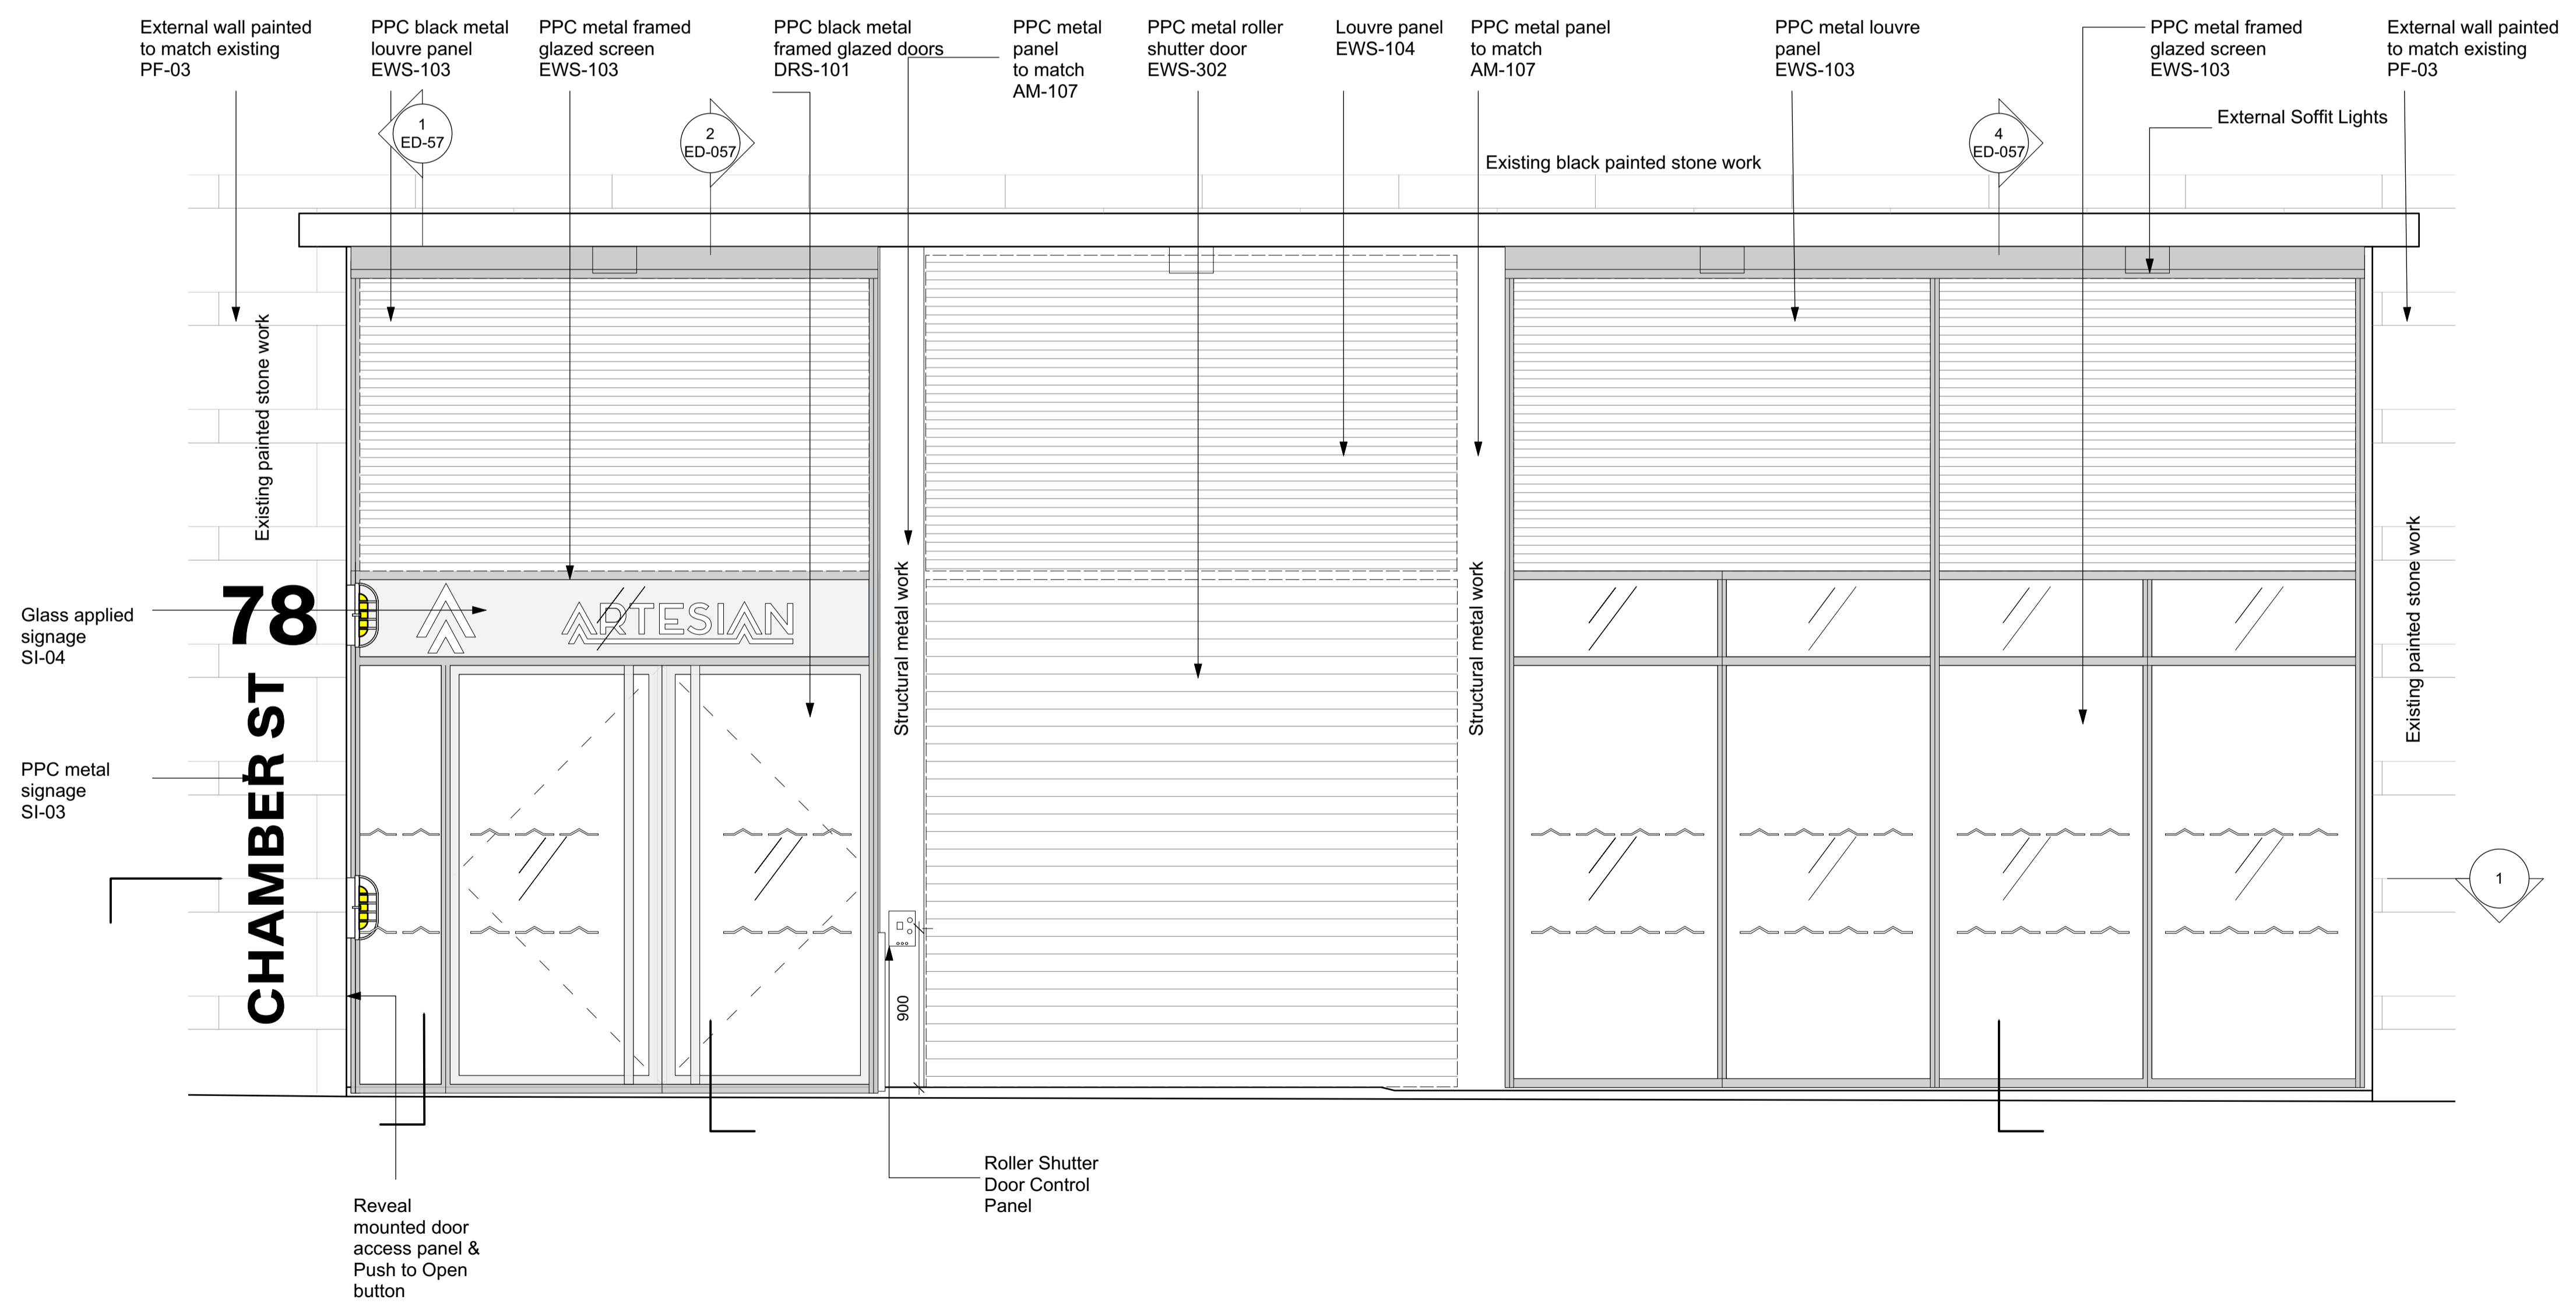 External wall painted
to match existing
PF-03
PPC black metal
louvre panel
EWS-103
PPC metal framed
glazed screen
EWS-103
PPC black metal
framed glazed doors
DRS-101
PPC metal
panel
to match
AM-107
PPC metal roller
shutter door
EWS-302
Louvre panel
EWS-104
PPC metal panel
to match
AM-107
PPC metal louvre
panel
EWS-103
PPC metal framed
glazed screen
EWS-103
External wall painted
to match existing
PF-03
External Soffit Lights
1
ED-57
2
ED-057
4
ED-057
Existing black painted stone work
Existing painted stone work
78
CHAMBER ST
ARTESIAN
Glass applied
signage
SI-04
PPC metal
signage
SI-03
Structural metal work
Structural metal work
Existing painted stone work
1
900
Roller Shutter
Door Control
Panel
Reveal
mounted door
access panel &
Push to Open
button